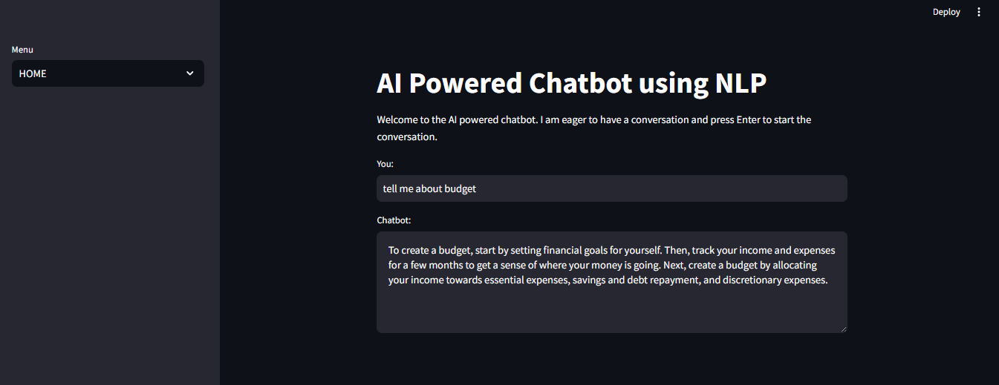 Deploy
Menu
HOME
AI Powered Chatbot using NLP
Welcome to the AI powered chatbot. I am eager to have a conversation and press Enter to start the
conversation.
You:
tell me about budget
Chatbot:
To create a budget, start by setting financial goals for yourself. Then, track your income and expenses
for a few months to get a sense of where your money is going. Next, create a budget by allocating
your income towards essential expenses, savings and debt repayment, and discretionary expenses.